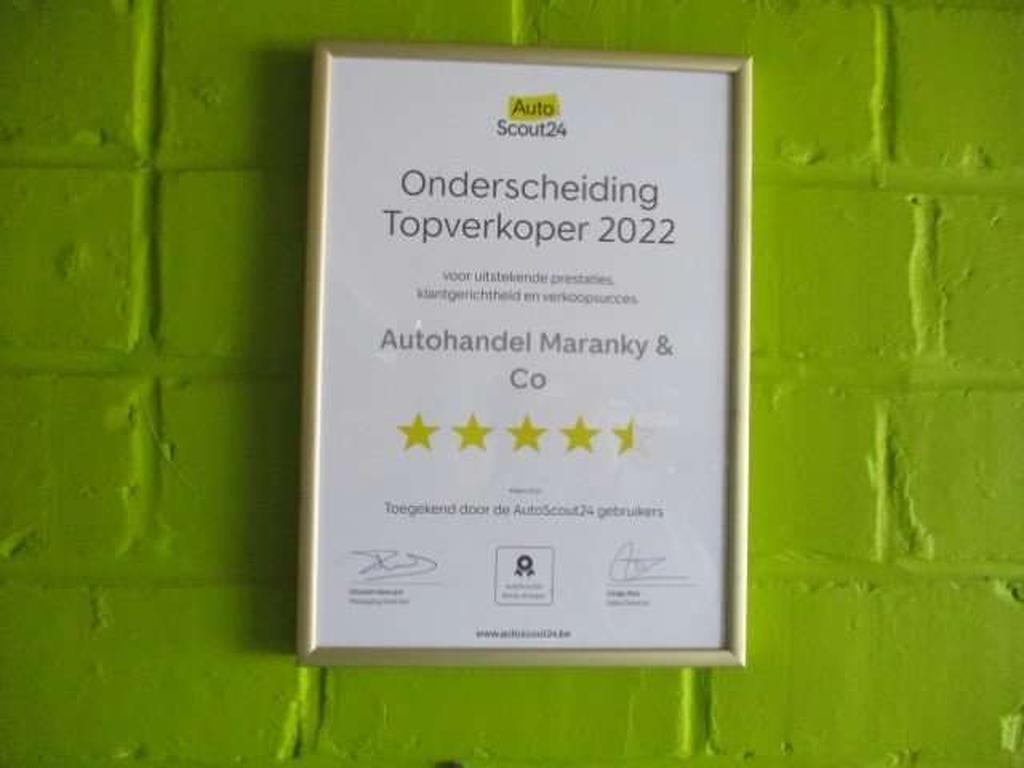 Auto
Scout24
Onderscheiding
Topverkoper 2022
voor uitstekende prestaties,
klantgerichtheid en verkoopsucces.
Autohandel Maranky &
Co
Toegekend door de AutoScout24 gebruikers
www.autoscout24.be